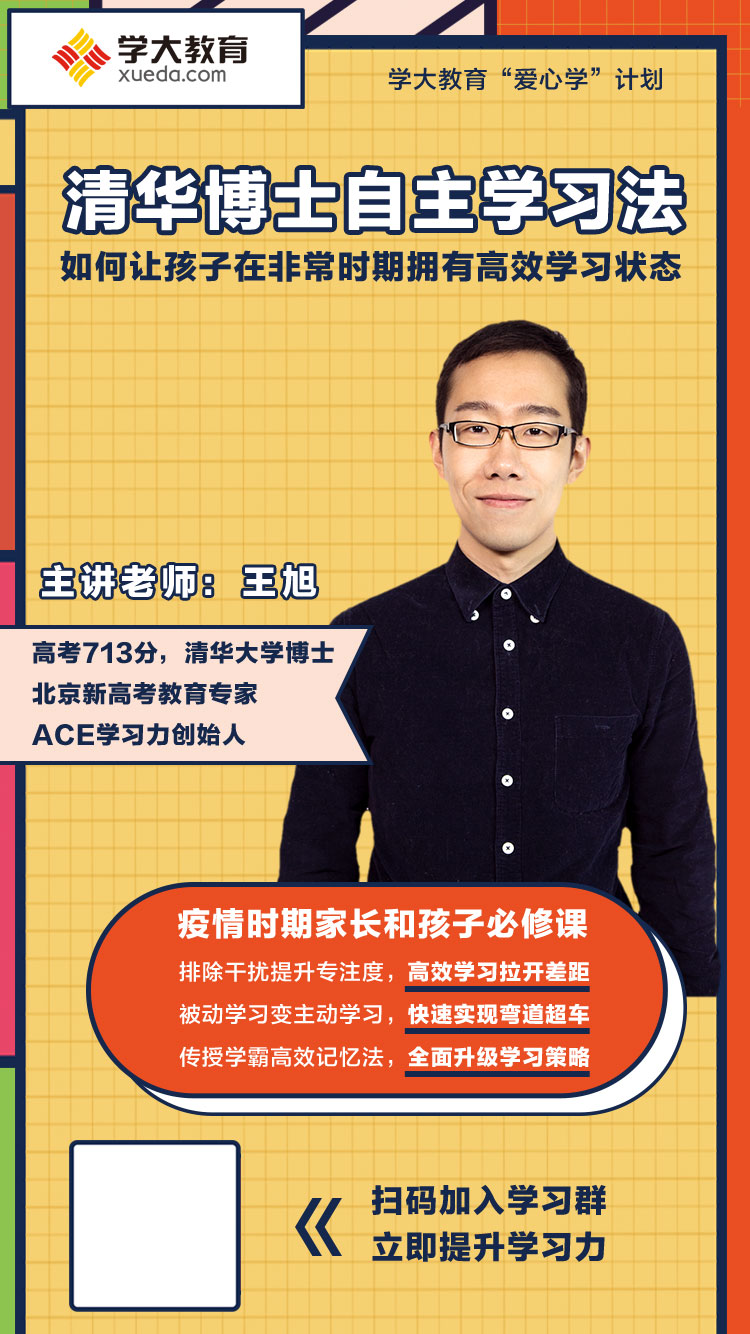 学大教育
xueda.com
学大教育“爱心学”计划
清华博士自主学习法
如何让孩子在非常时期拥有高效学习状态
主讲老师：王旭
高考713分，清华大学博士
北京新高考教育专家
ACE学习力创始人
疫情时期家长和孩子必修课
排除干扰提升专注度，高效学习拉开差距
被动学习变主动学习，快速实现弯道超车
传授学霸高效记忆法，全面升级学习策略
扫码加入学习群
立即提升学习力